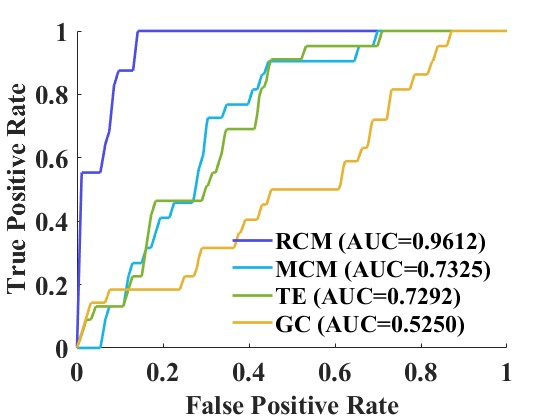 True Positive Rate
1
0.8
0.6
0.4
0.2
0
RCM (AUC=0.9612)
MCM (AUC=0.7325)
TE (AUC=0.7292)
GC (AUC=0.5250)
0 0.2 0.4 0.6 0.8 1
False Positive Rate